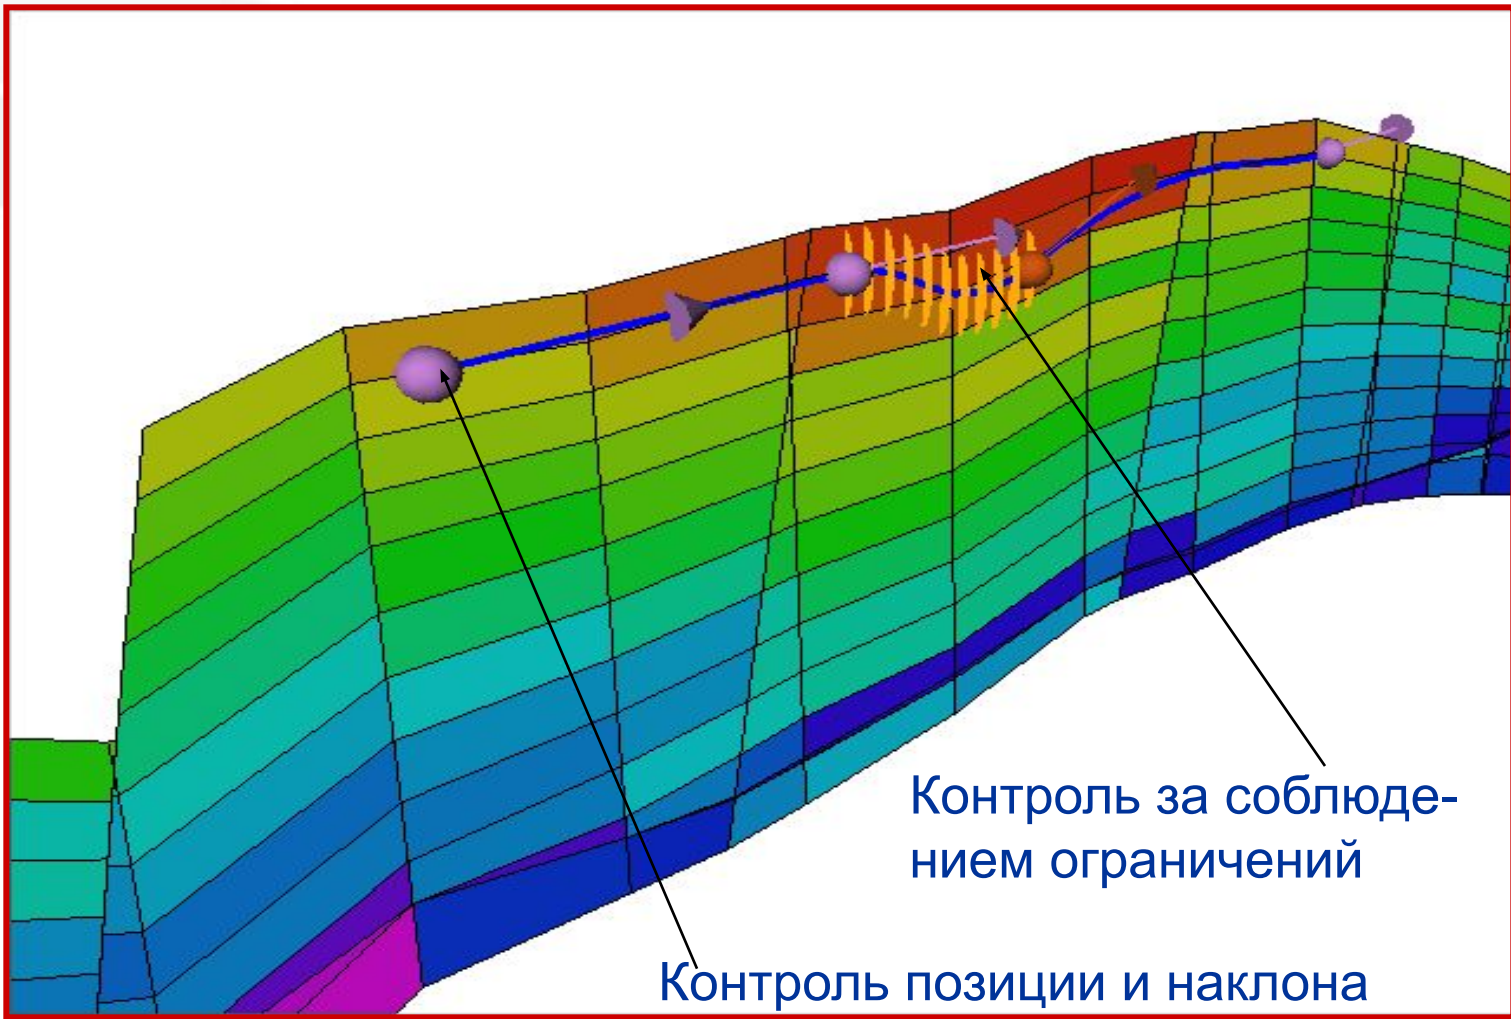 Контроль за соблюде-
нием ограничений
Контроль позиции и наклона